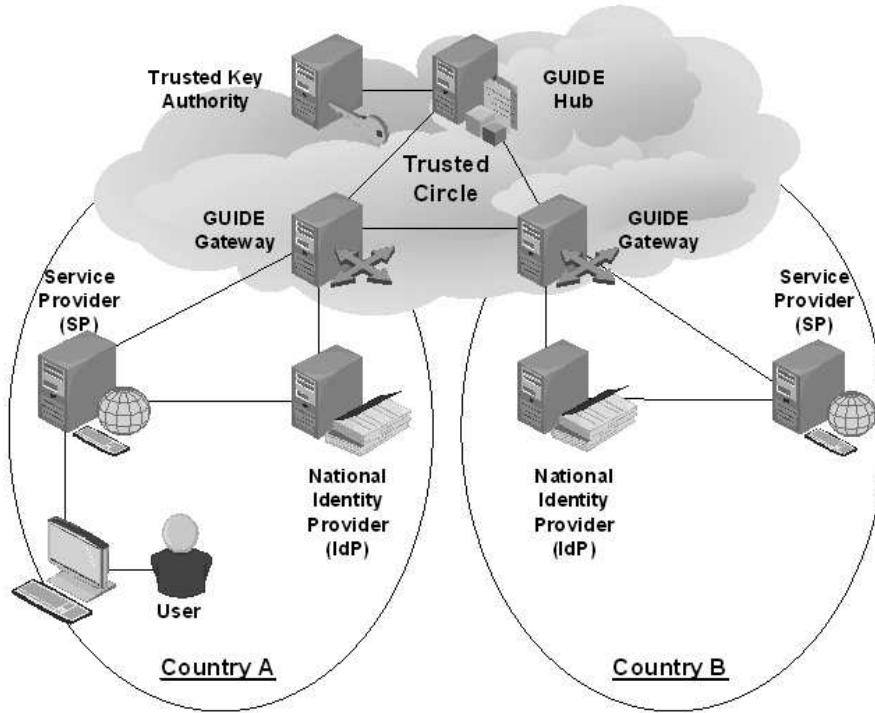 Trusted Key
Authority
GUIDE
Hub
Trusted
Circle
GUIDE
Gateway
GUIDE
Gateway
Service
Provider
(SP)
Service
Provider
(SP)
National
Identity
Provider
(IdP)
National
Identity
Provider
(IdP)
User
Country A
Country B